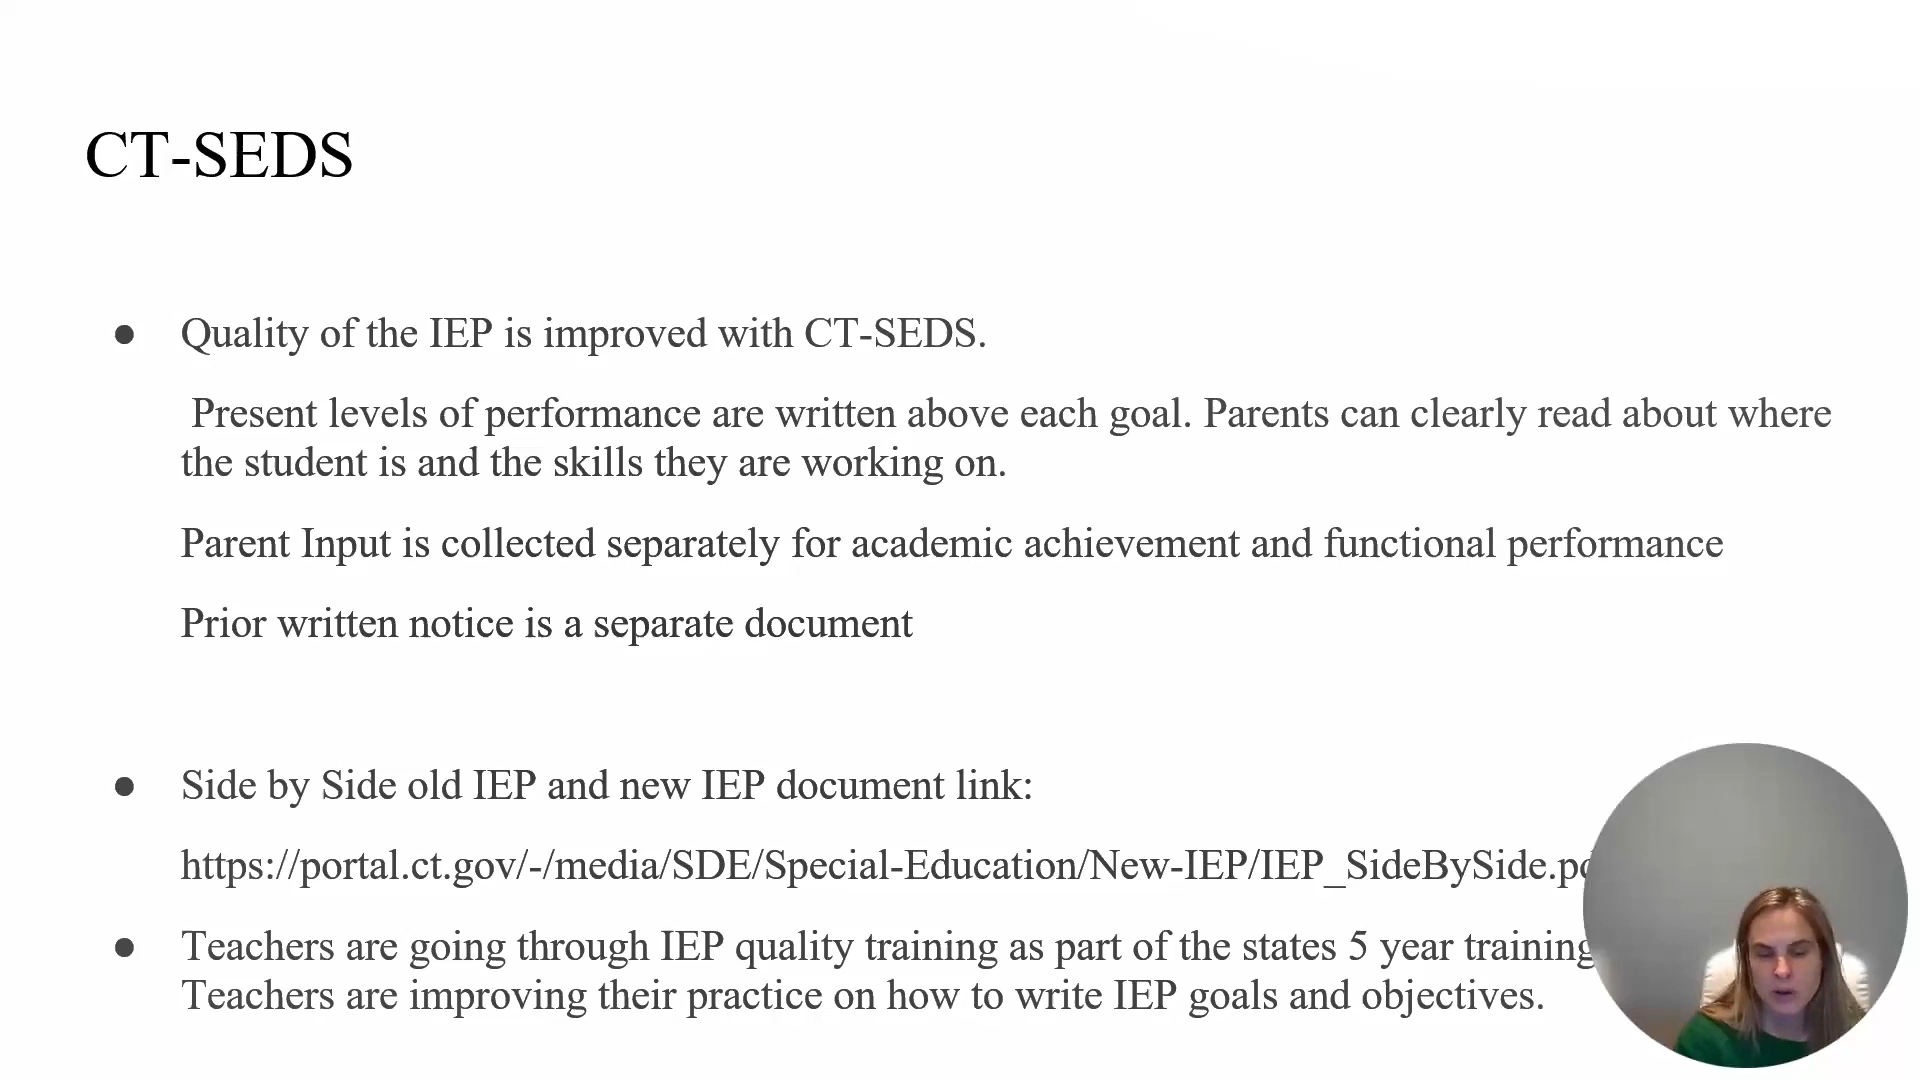 CT-SEDS
● Quality of the IEP is improved with CT-SEDS.
Present levels of performance are written above each goal. Parents can clearly read about where
the student is and the skills they are working on.
Parent Input is collected separately for academic achievement and functional performance
Prior written notice is a separate document
● Side by Side old IEP and new IEP document link:
https://portal.ct.gov/-/media/SDE/Special-Education/New-IEP/IEP_SideBySide.p
● Teachers are going through IEP quality training as part of the states 5 year training
Teachers are improving their practice on how to write IEP goals and objectives.